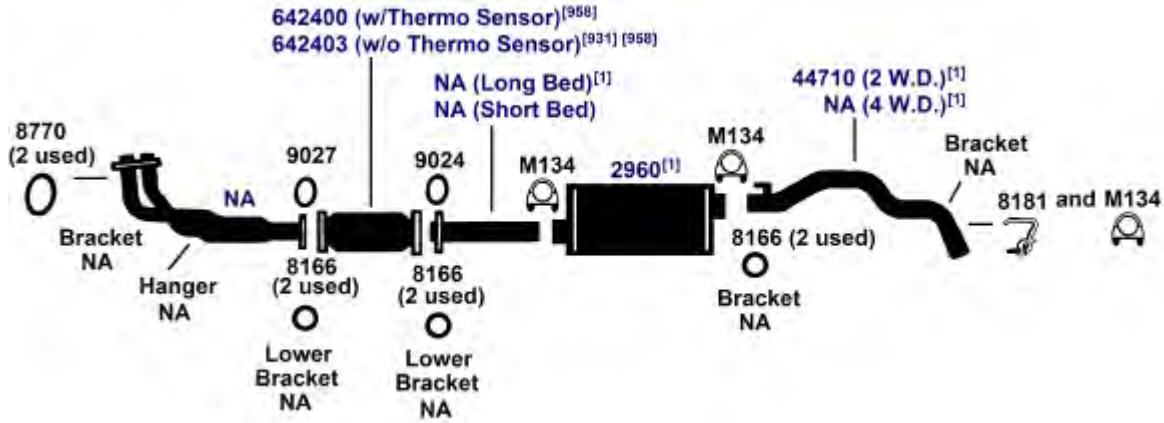 642400 (w/Thermo Sensor)[958]
642403 (w/o Thermo Sensor)[931] [958]
NA (Long Bed)[1]
NA (Short Bed)
44710 (2 W.D.)[1]
NA (4 W.D.)[1]
8770
(2 used)
9027
9024
M134
2960[1]
M134
Bracket
NA
8181 and M134
NA
Bracket
NA
Hanger
NA
8166
(2 used)
8166
(2 used)
8166 (2 used)
Lower
Bracket
NA
Lower
Bracket
NA
Bracket
NA